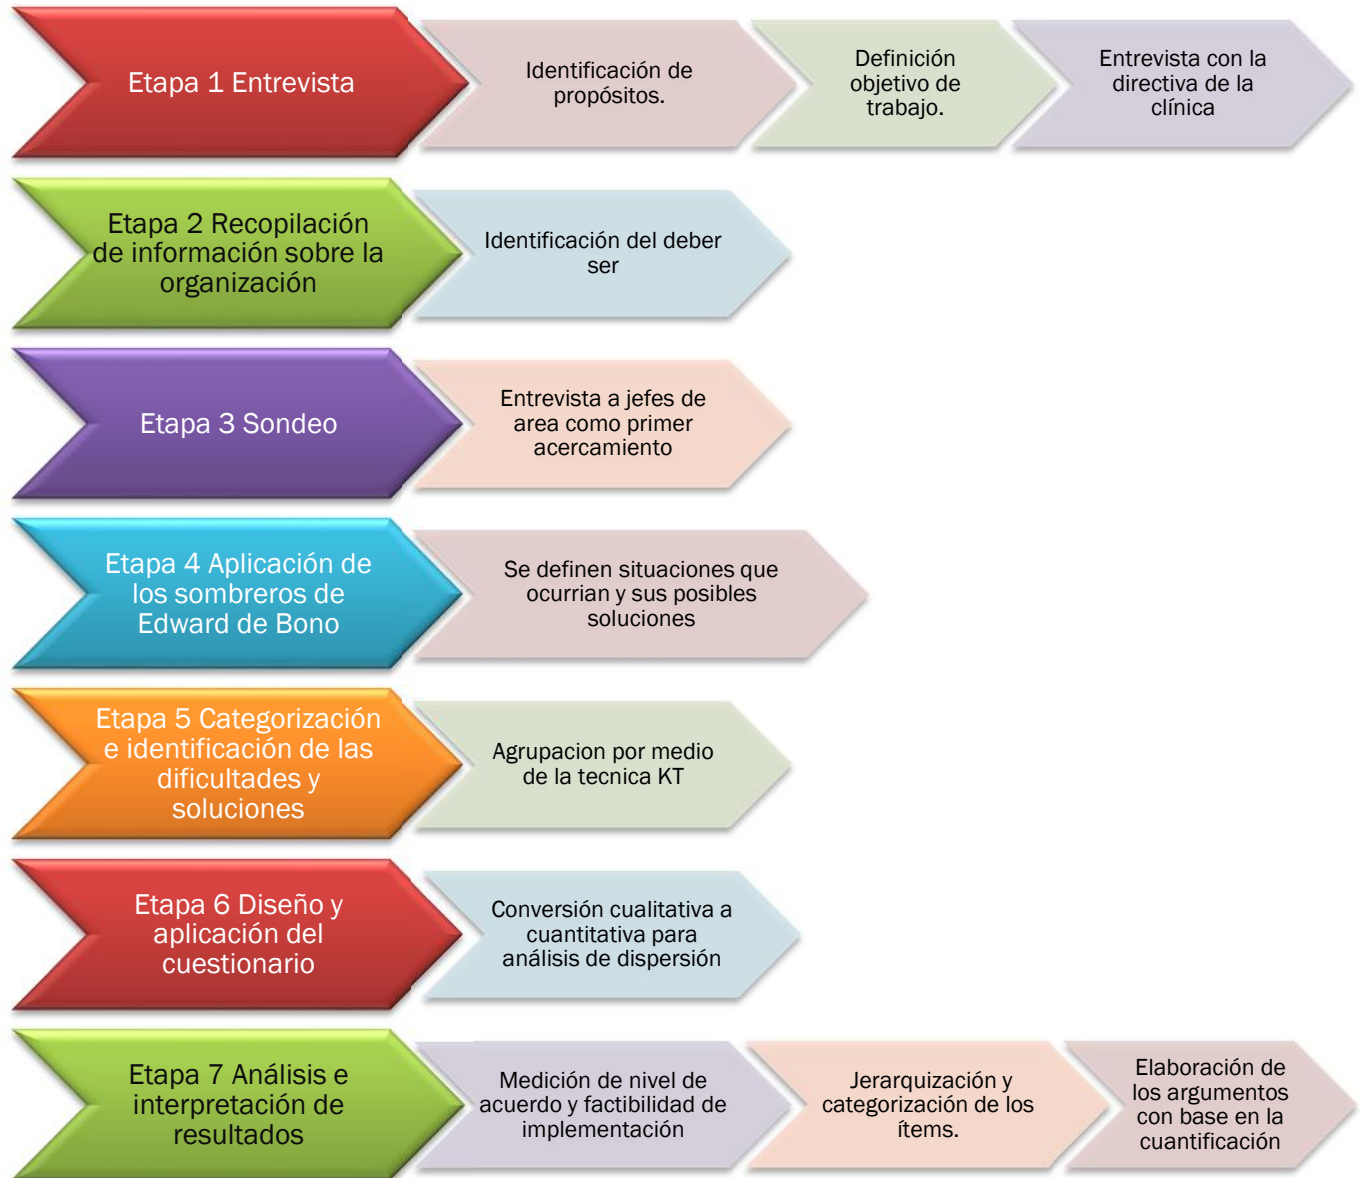 Etapa 1 Entrevista
Identificación de
propósitos.
Definición
objetivo de
trabajo.
Entrevista con la
directiva de la
clínica
Etapa 2 Recopilación
de información sobre la
organización
Identificación del deber
ser
Etapa 3 Sondeo
Entrevista a jefes de
area como primer
acercamiento
Etapa 4 Aplicación de
los sombreros de
Edward de Bono
Se definen situaciones que
ocurrian y sus posibles
soluciones
Etapa 5 Categorización
e identificación de las
dificultades y
soluciones
Agrupacion por medio
de la tecnica KT
Etapa 6 Diseño y
aplicación del
cuestionario
Conversión cualitativa a
cuantitativa para
análisis de dispersión
Etapa 7 Análisis e
interpretación de
resultados
Medición de nivel de
acuerdo y factibilidad de
implementación
Jerarquización y
categorización de los
ítems.
Elaboración de
los argumentos
con base en la
cuantificación